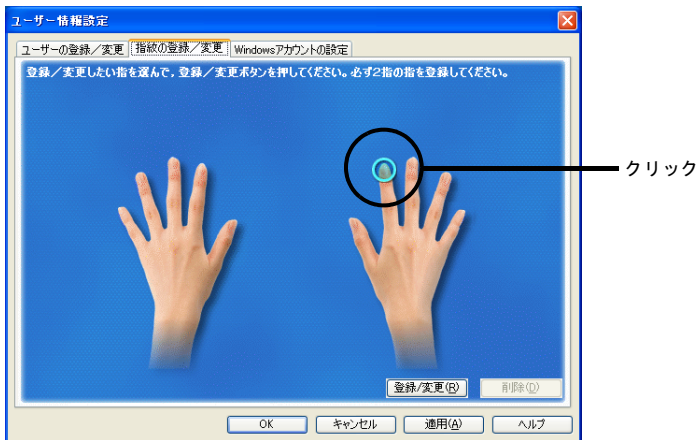 ユーザー情報設定
ユーザーの登録／変更 指紋の登録／変更 Windowsアカウントの設定
登録／変更したい指を選んで，登録／変更ボタンを押してください。必ず2指の指を登録してください。
クリック
登録/変更(R) 削除(D)
OK キャンセル 適用(A) ヘルプ